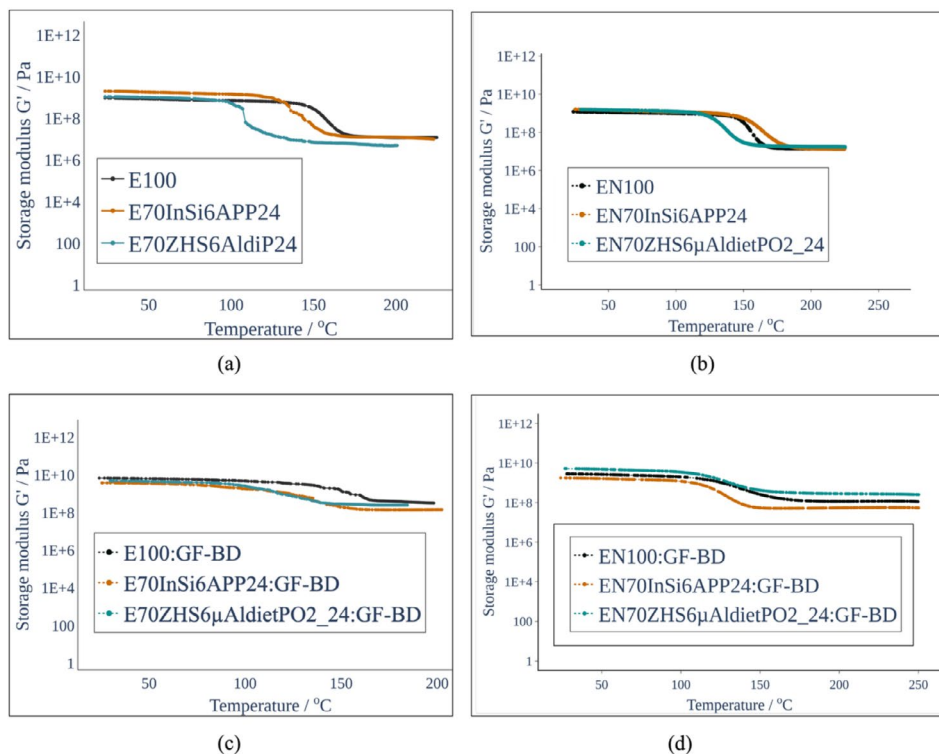 Storage modulus G' / Pa
1E+12
1E+10
1E+8
1E+6
1E+4
100
1
E100
E70InSi6APP24
E70ZHS6AldiP24
50
100
150
200
Temperature / °C
(a)
Storage modulus G' / Pa
1E+12
1E+10
1E+8
1E+6
1E+4
100
1
EN100
EN70InSi6APP24
EN70ZHS6µAldietPO2_24
50
100
150
200
250
Temperature / °C
(b)
Storage modulus G' / Pa
1E+12
1E+10
1E+8
1E+6
1E+4
100
1
E100:GF-BD
E70InSi6APP24:GF-BD
E70ZHS6µAldietPO2_24:GF-BD
50
100
150
200
Temperature / °C
(c)
Storage modulus G' / Pa
1E+12
1E+10
1E+8
1E+6
1E+4
100
1
EN100:GF-BD
EN70InSi6APP24:GF-BD
EN70ZHS6µAldietPO2_24:GF-BD
50
100
150
200
250
Temperature / °C
(d)